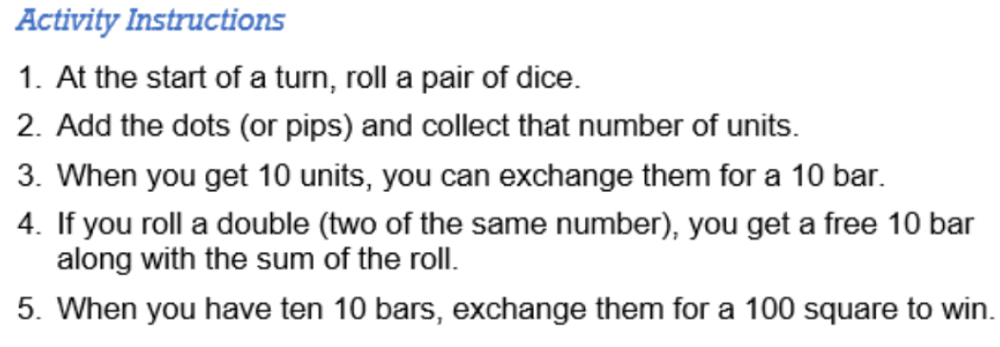 Activity Instructions
1. At the start of a turn, roll a pair of dice.
2. Add the dots (or pips) and collect that number of units.
3. When you get 10 units, you can exchange them for a 10 bar.
4. If you roll a double (two of the same number), you get a free 10 bar
along with the sum of the roll.
5. When you have ten 10 bars, exchange them for a 100 square to win.